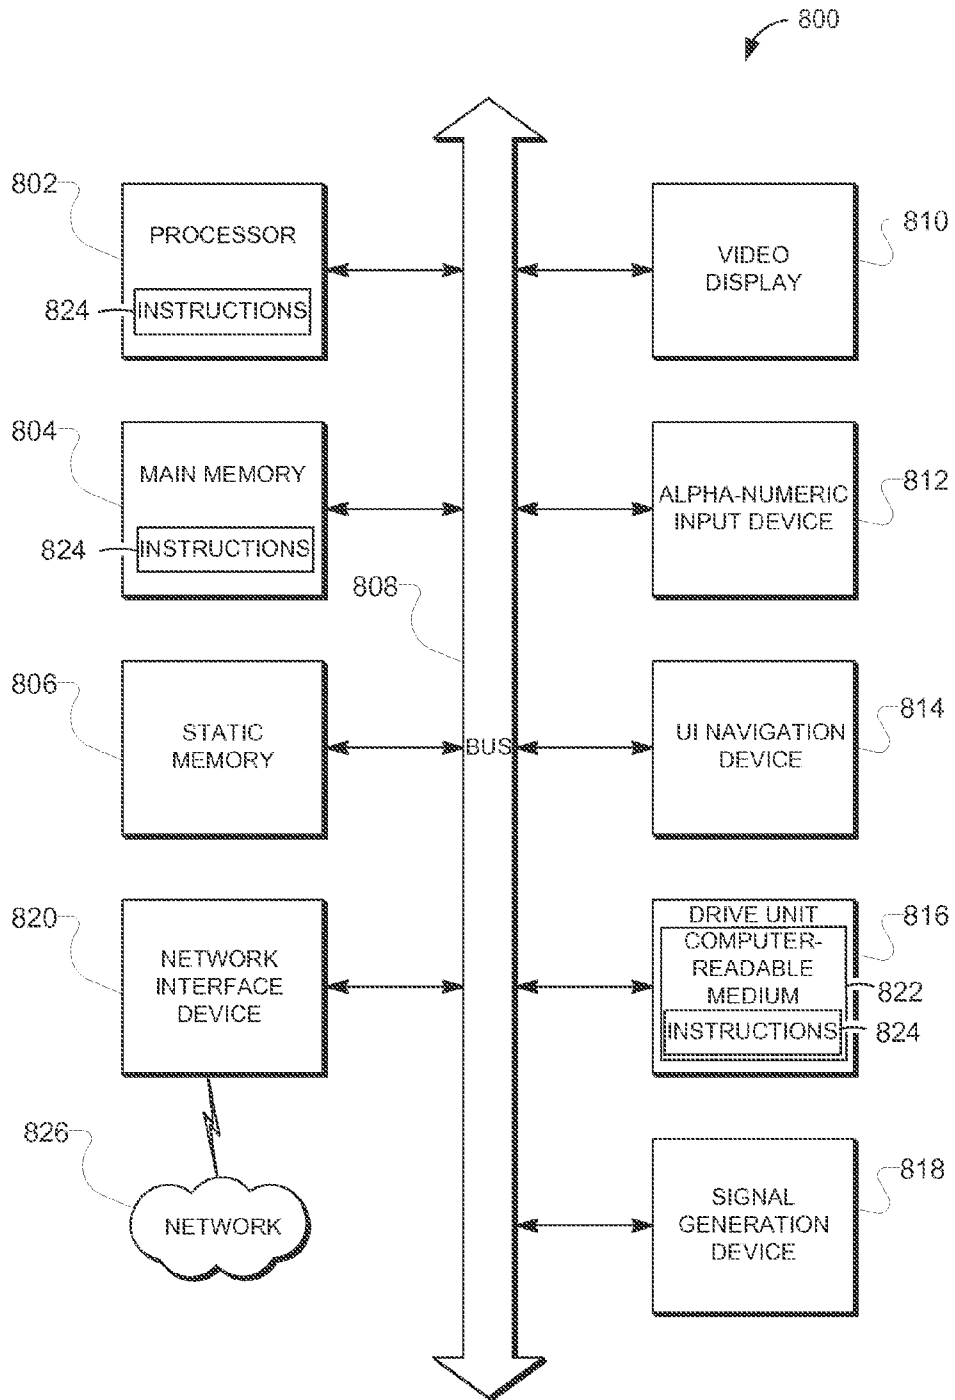 800
802
PROCESSOR
824
INSTRUCTIONS
804
MAIN MEMORY
824
INSTRUCTIONS
806
STATIC
MEMORY
820
NETWORK
INTERFACE
DEVICE
826
NETWORK
808
BUS
810
VIDEO
DISPLAY
812
ALPHA-NUMERIC
INPUT DEVICE
814
UI NAVIGATION
DEVICE
816
DRIVE UNIT
COMPUTER-
READABLE
MEDIUM
822
INSTRUCTIONS
824
818
SIGNAL
GENERATION
DEVICE